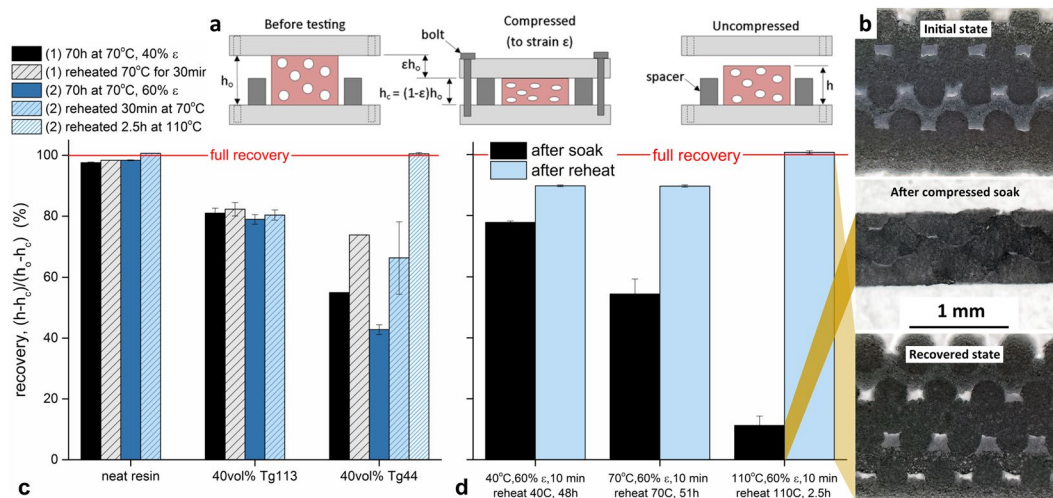 a
Before testing
Compressed
(to strain ε)
Uncompressed
bolt
spacer
hₒ
εhₒ
h꜀ = (1-ε)hₒ
h
(1) 70h at 70°C, 40% ε
(1) reheated 70°C for 30min
(2) 70h at 70°C, 60% ε
(2) reheated 30min at 70°C
(2) reheated 2.5h at 110°C
recovery, (h-h꜀)/(hₒ-h꜀) (%)
100
80
60
40
20
0
full recovery
neat resin
40vol% Tg113
40vol% Tg44
c
full recovery
after soak
after reheat
40°C,60% ε,10 min
reheat 40C, 48h
70°C,60% ε,10 min
reheat 70C, 51h
110°C,60% ε,10 min
reheat 110C, 2.5h
d
b
Initial state
After compressed soak
1 mm
Recovered state